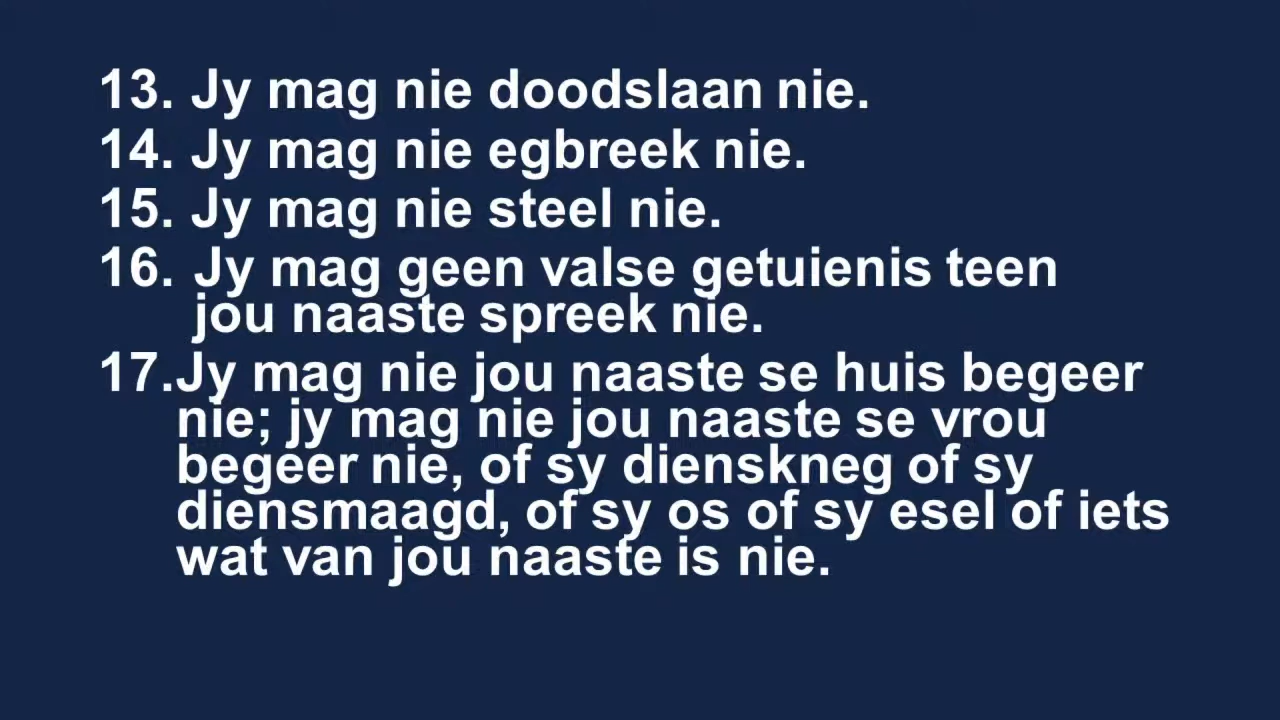 13. Jy mag nie doodslaan nie.
14. Jy mag nie egbreek nie.
15. Jy mag nie steel nie.
16. Jy mag geen valse getuienis teen
jou naaste spreek nie.
17.Jy mag nie jou naaste se huis begeer
nie; jy mag nie jou naaste se vrou
begeer nie, of sy dienskneg of sy
diensmaagd, of sy os of sy esel of iets
wat van jou naaste is nie.